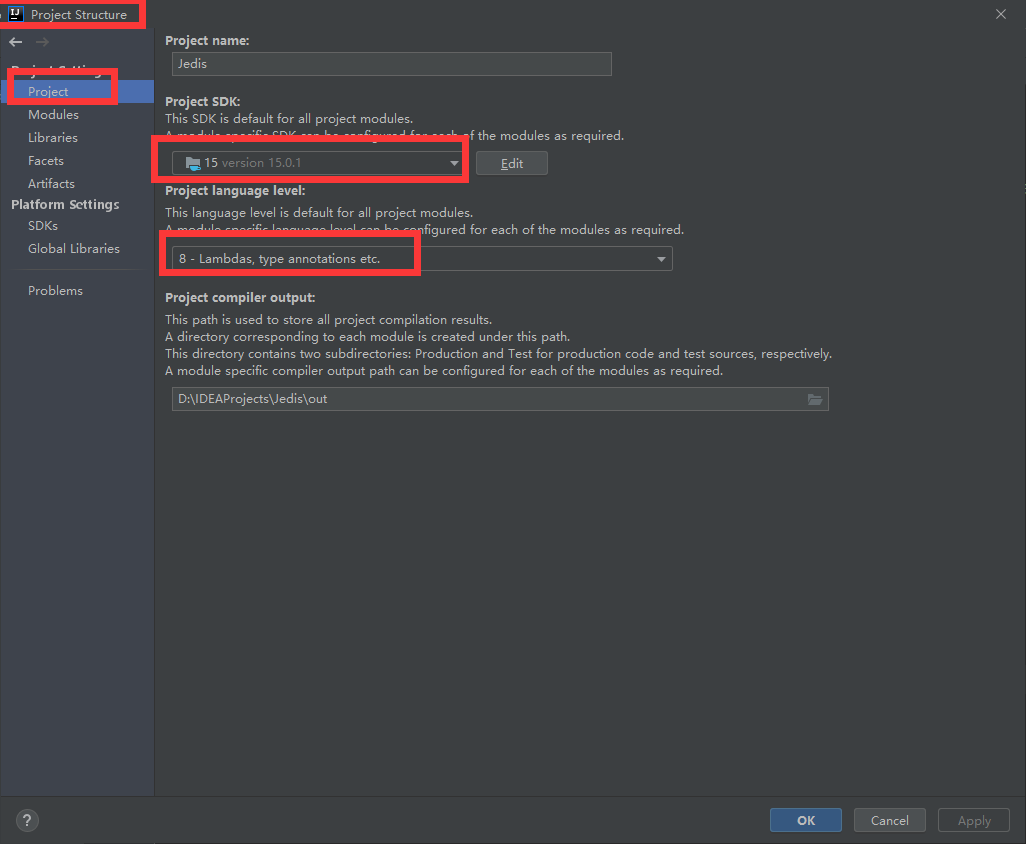 Project Structure
Project name:
Jedis
Project
Modules
Libraries
Facets
Artifacts
Platform Settings
SDKs
Global Libraries
Problems
Project SDK:
This SDK is default for all project modules.
A module specific SDK can be configured for each of the modules as required.
15 version 15.0.1
Edit
Project language level:
This language level is default for all project modules.
A module specific language level can be configured for each of the modules as required.
8 - Lambdas, type annotations etc.
Project compiler output:
This path is used to store all project compilation results.
A directory corresponding to each module is created under this path.
This directory contains two subdirectories: Production and Test for production code and test sources, respectively.
A module specific compiler output path can be configured for each of the modules as required.
D:\IDEAProjects\Jedis\out
?
OK
Cancel
Apply